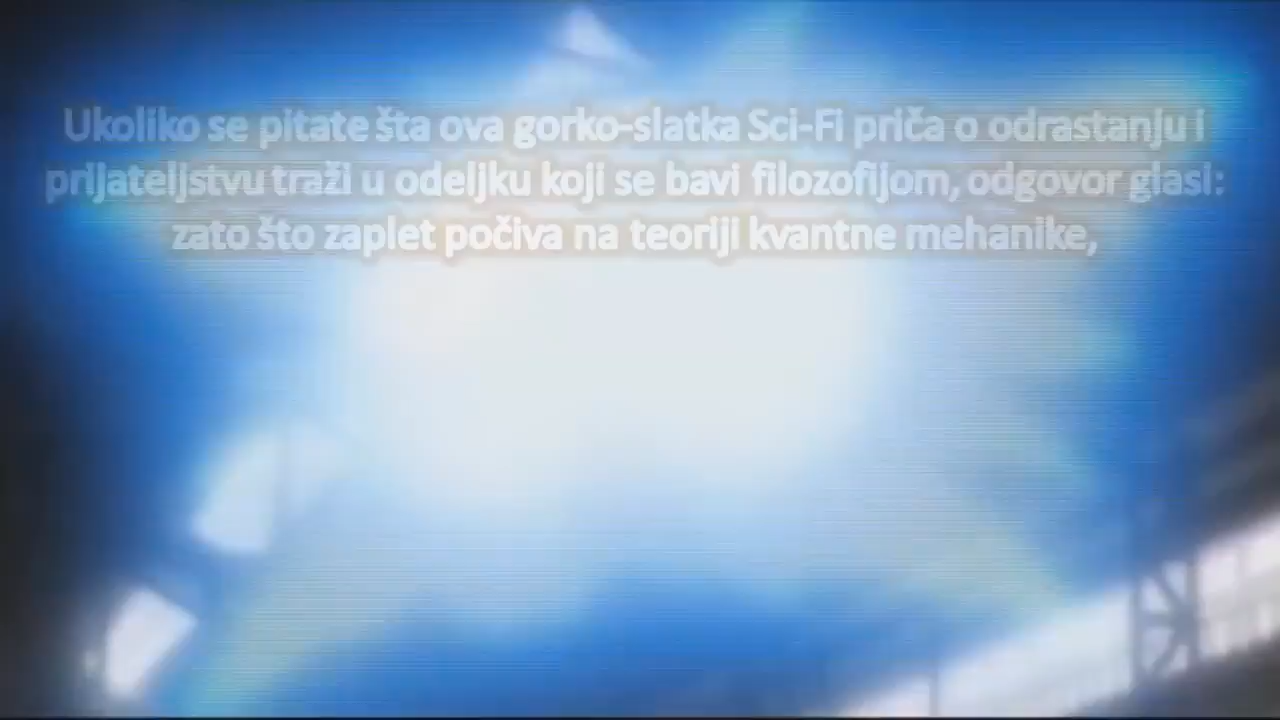 Ukoliko se pitate šta ova gorko-slatka Sci-Fi priča o odrastanju i
prijateljstvu traži u odeljku koji se bavi filozofijom, odgovor glasi:
zato što zaplet počiva na teoriji kvantne mehanike,